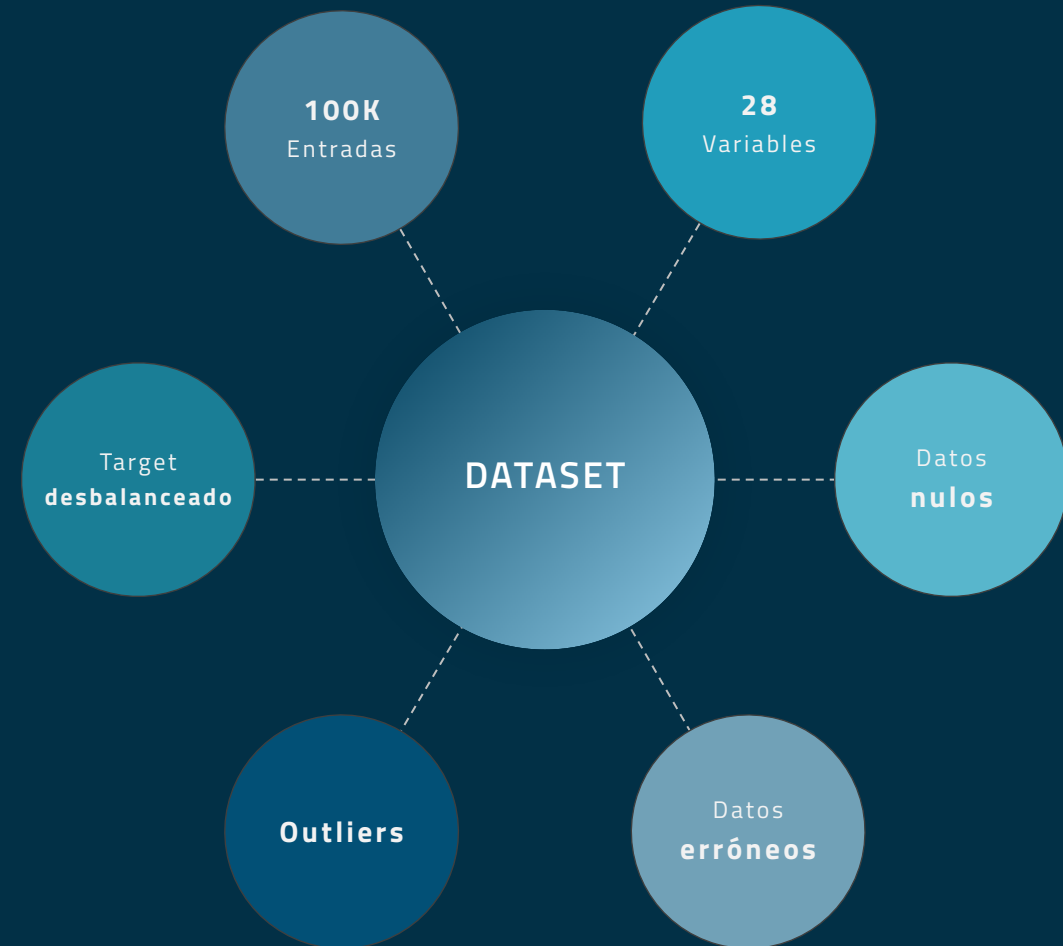 100K
Entradas
28
Variables
Target
desbalanceado
DATASET
Datos
nulos
Outliers
Datos
erróneos